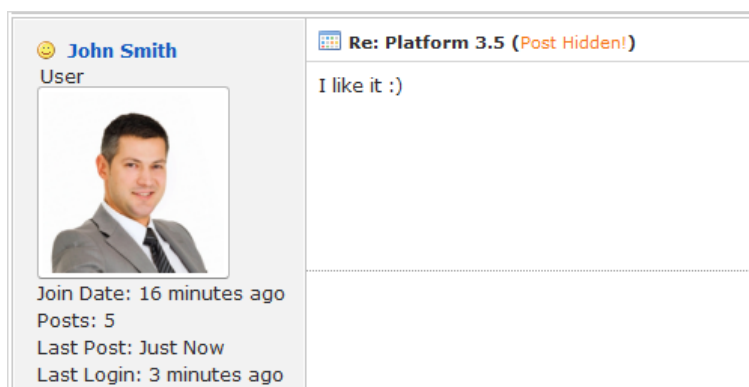 John Smith
User
Join Date: 16 minutes ago
Posts: 5
Last Post: Just Now
Last Login: 3 minutes ago
Re: Platform 3.5 (Post Hidden!)
I like it :)